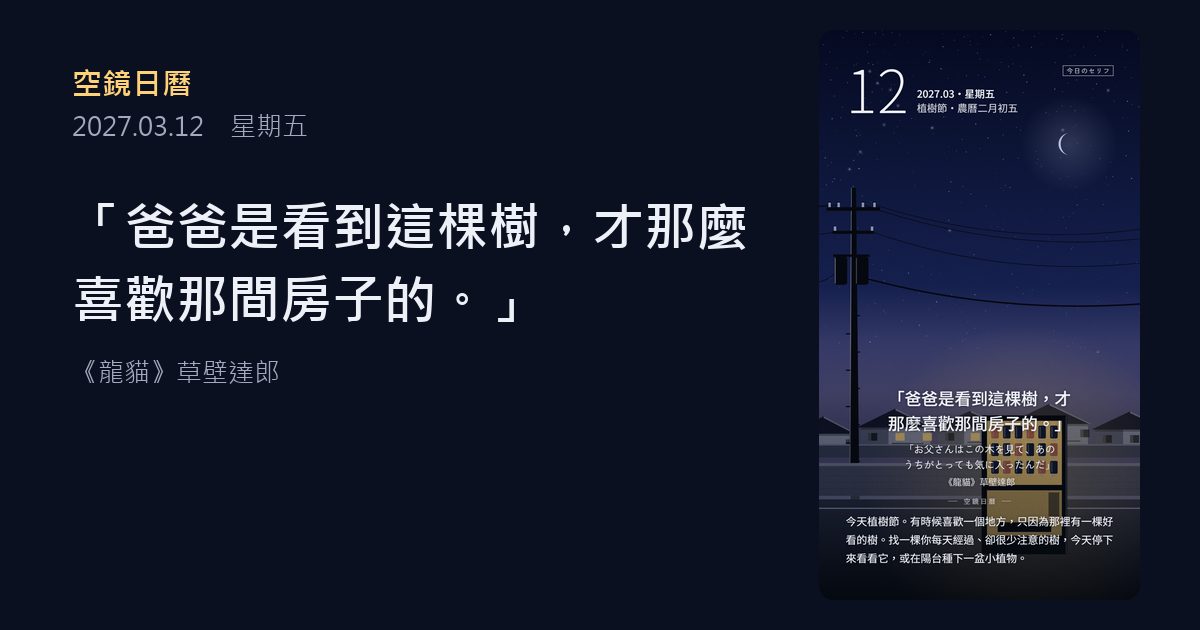 空鏡日曆
2027.03.12 星期五
「爸爸是看到這棵樹，才那麼
喜歡那間房子的。」
《龍貓》草壁達郎
今日のセリフ
12
2027.03・星期五
植樹節・農曆二月初五
「爸爸是看到這棵樹，才
那麼喜歡那間房子的。」
「お父さんはこの木を見て、あの
うちがとっても気に入ったんだ」
《龍貓》草壁達郎
— 空鏡日曆 —
今天植樹節。有時候喜歡一個地方，只因為那裡有一棵好
看的樹。找一棵你每天經過、卻很少注意的樹，今天停下
來看看它，或在陽台種下一盆小植物。